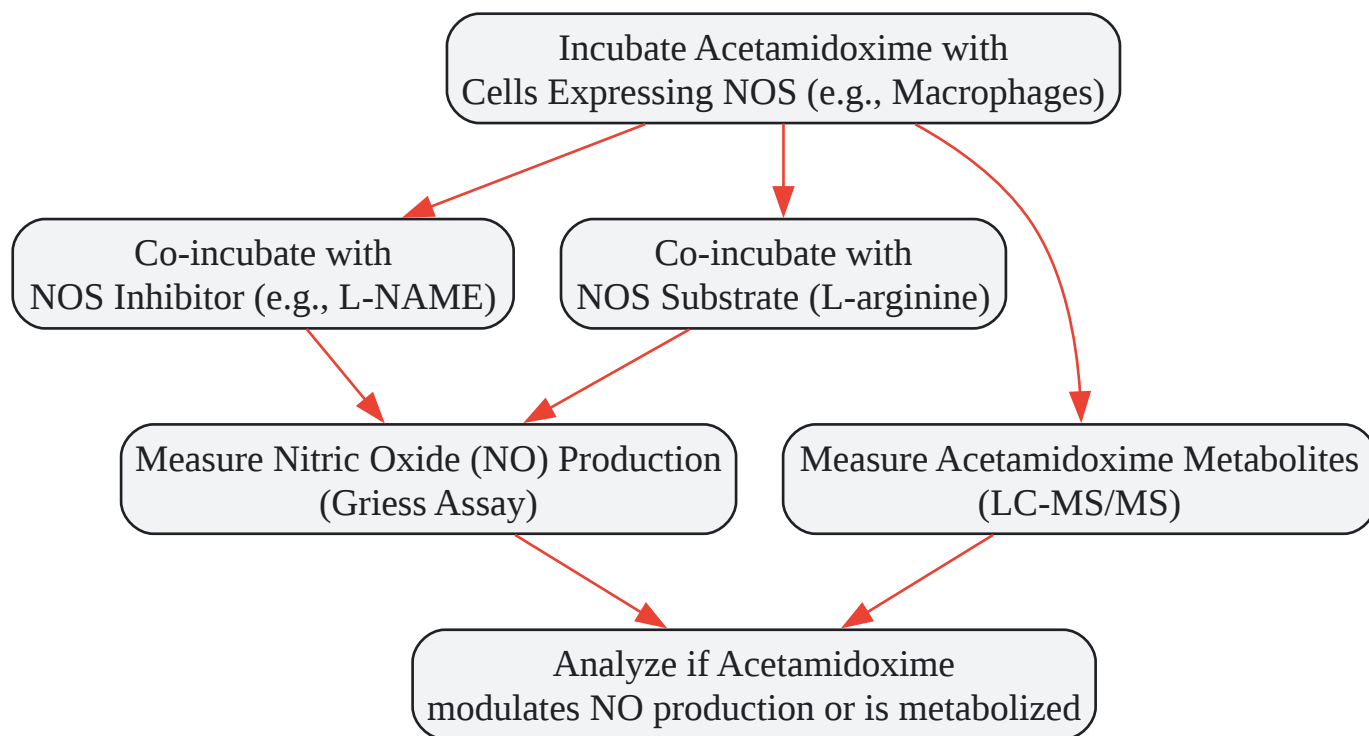 Incubate Acetamidoxime with
Cells Expressing NOS (e.g., Macrophages)
Co-incubate with
NOS Inhibitor (e.g., L-NAME)
Co-incubate with
NOS Substrate (L-arginine)
Measure Nitric Oxide (NO) Production
(Griess Assay)
Measure Acetamidoxime Metabolites
(LC-MS/MS)
Analyze if Acetamidoxime
modulates NO production or is metabolized